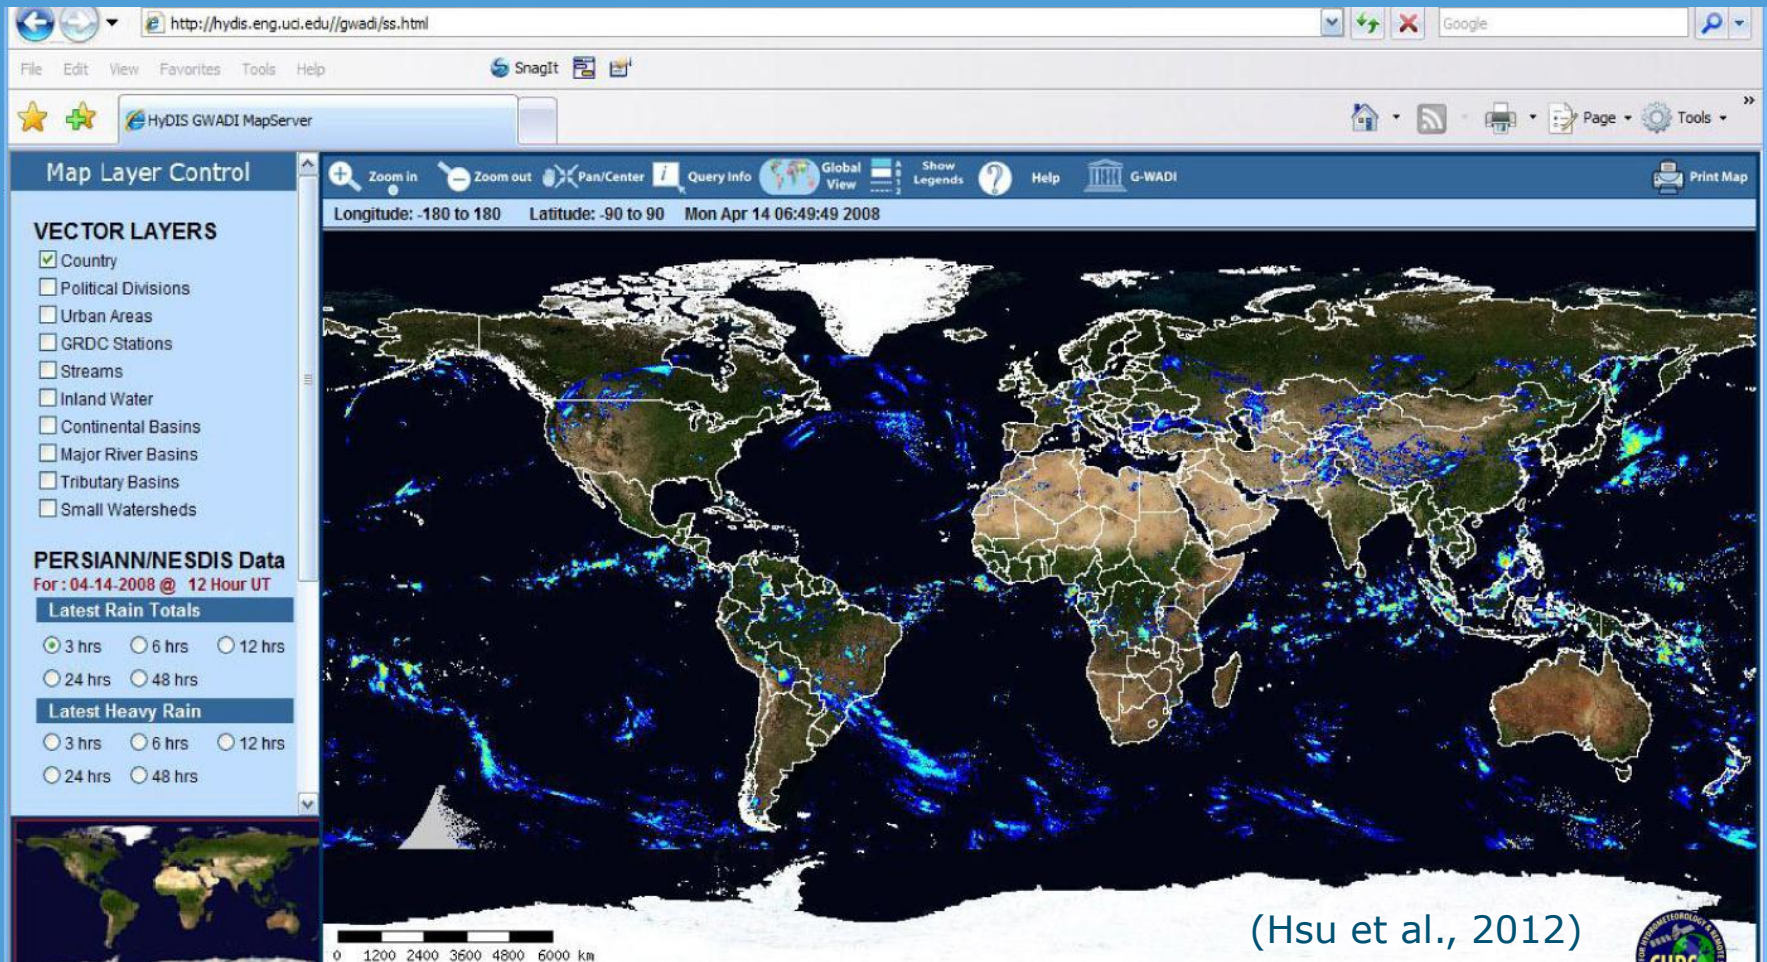 http://hydis.eng.uci.edu//gwadi/ss.html
Google
File Edit View Favorites Tools Help
SnagIt
HyDIS GWADI MapServer
Page
Tools
»
Map Layer Control
Zoom in
Zoom out
Pan/Center
Query Info
Global View
Show Legends
Help
G-WADI
Print Map
Longitude: -180 to 180 Latitude: -90 to 90 Mon Apr 14 06:49:49 2008
VECTOR LAYERS
Country
Political Divisions
Urban Areas
GRDC Stations
Streams
Inland Water
Continental Basins
Major River Basins
Tributary Basins
Small Watersheds
PERSIANN/NESDIS Data
For : 04-14-2008 @ 12 Hour UT
Latest Rain Totals
3 hrs 6 hrs 12 hrs
24 hrs 48 hrs
Latest Heavy Rain
3 hrs 6 hrs 12 hrs
24 hrs 48 hrs
0 1200 2400 3600 4800 6000 km
(Hsu et al., 2012)